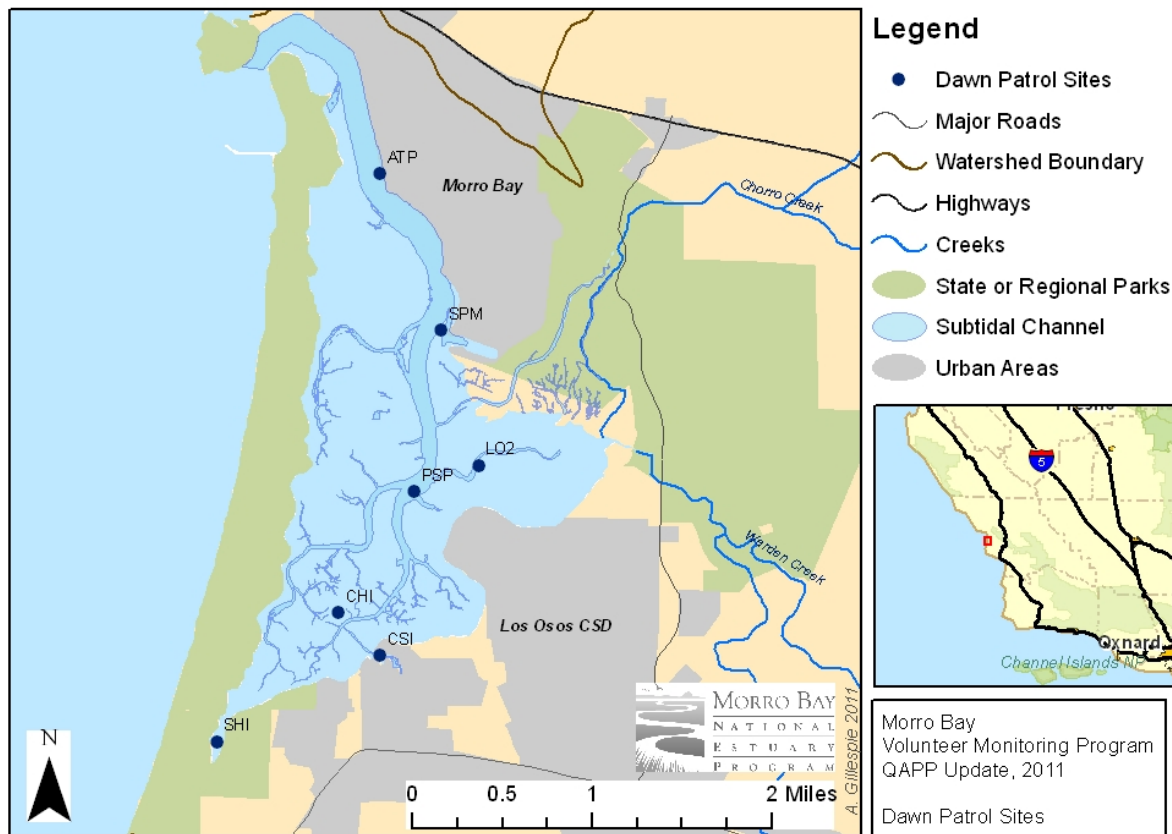 Legend
Dawn Patrol Sites
Major Roads
Watershed Boundary
Highways
Creeks
State or Regional Parks
Subtidal Channel
Urban Areas
ATP
Morro Bay
Chorro Creek
SPM
LO2
PSP
Warden Creek
CHI
CSI
Los Osos CSD
SHI
N
MORRO BAY
NATIONAL
ESTUARY
PROGRAM
A. Gillespie 2011
0 0.5 1 2 Miles
5
Oxnard
Channel Islands NP
Morro Bay
Volunteer Monitoring Program
QAPP Update, 2011
Dawn Patrol Sites